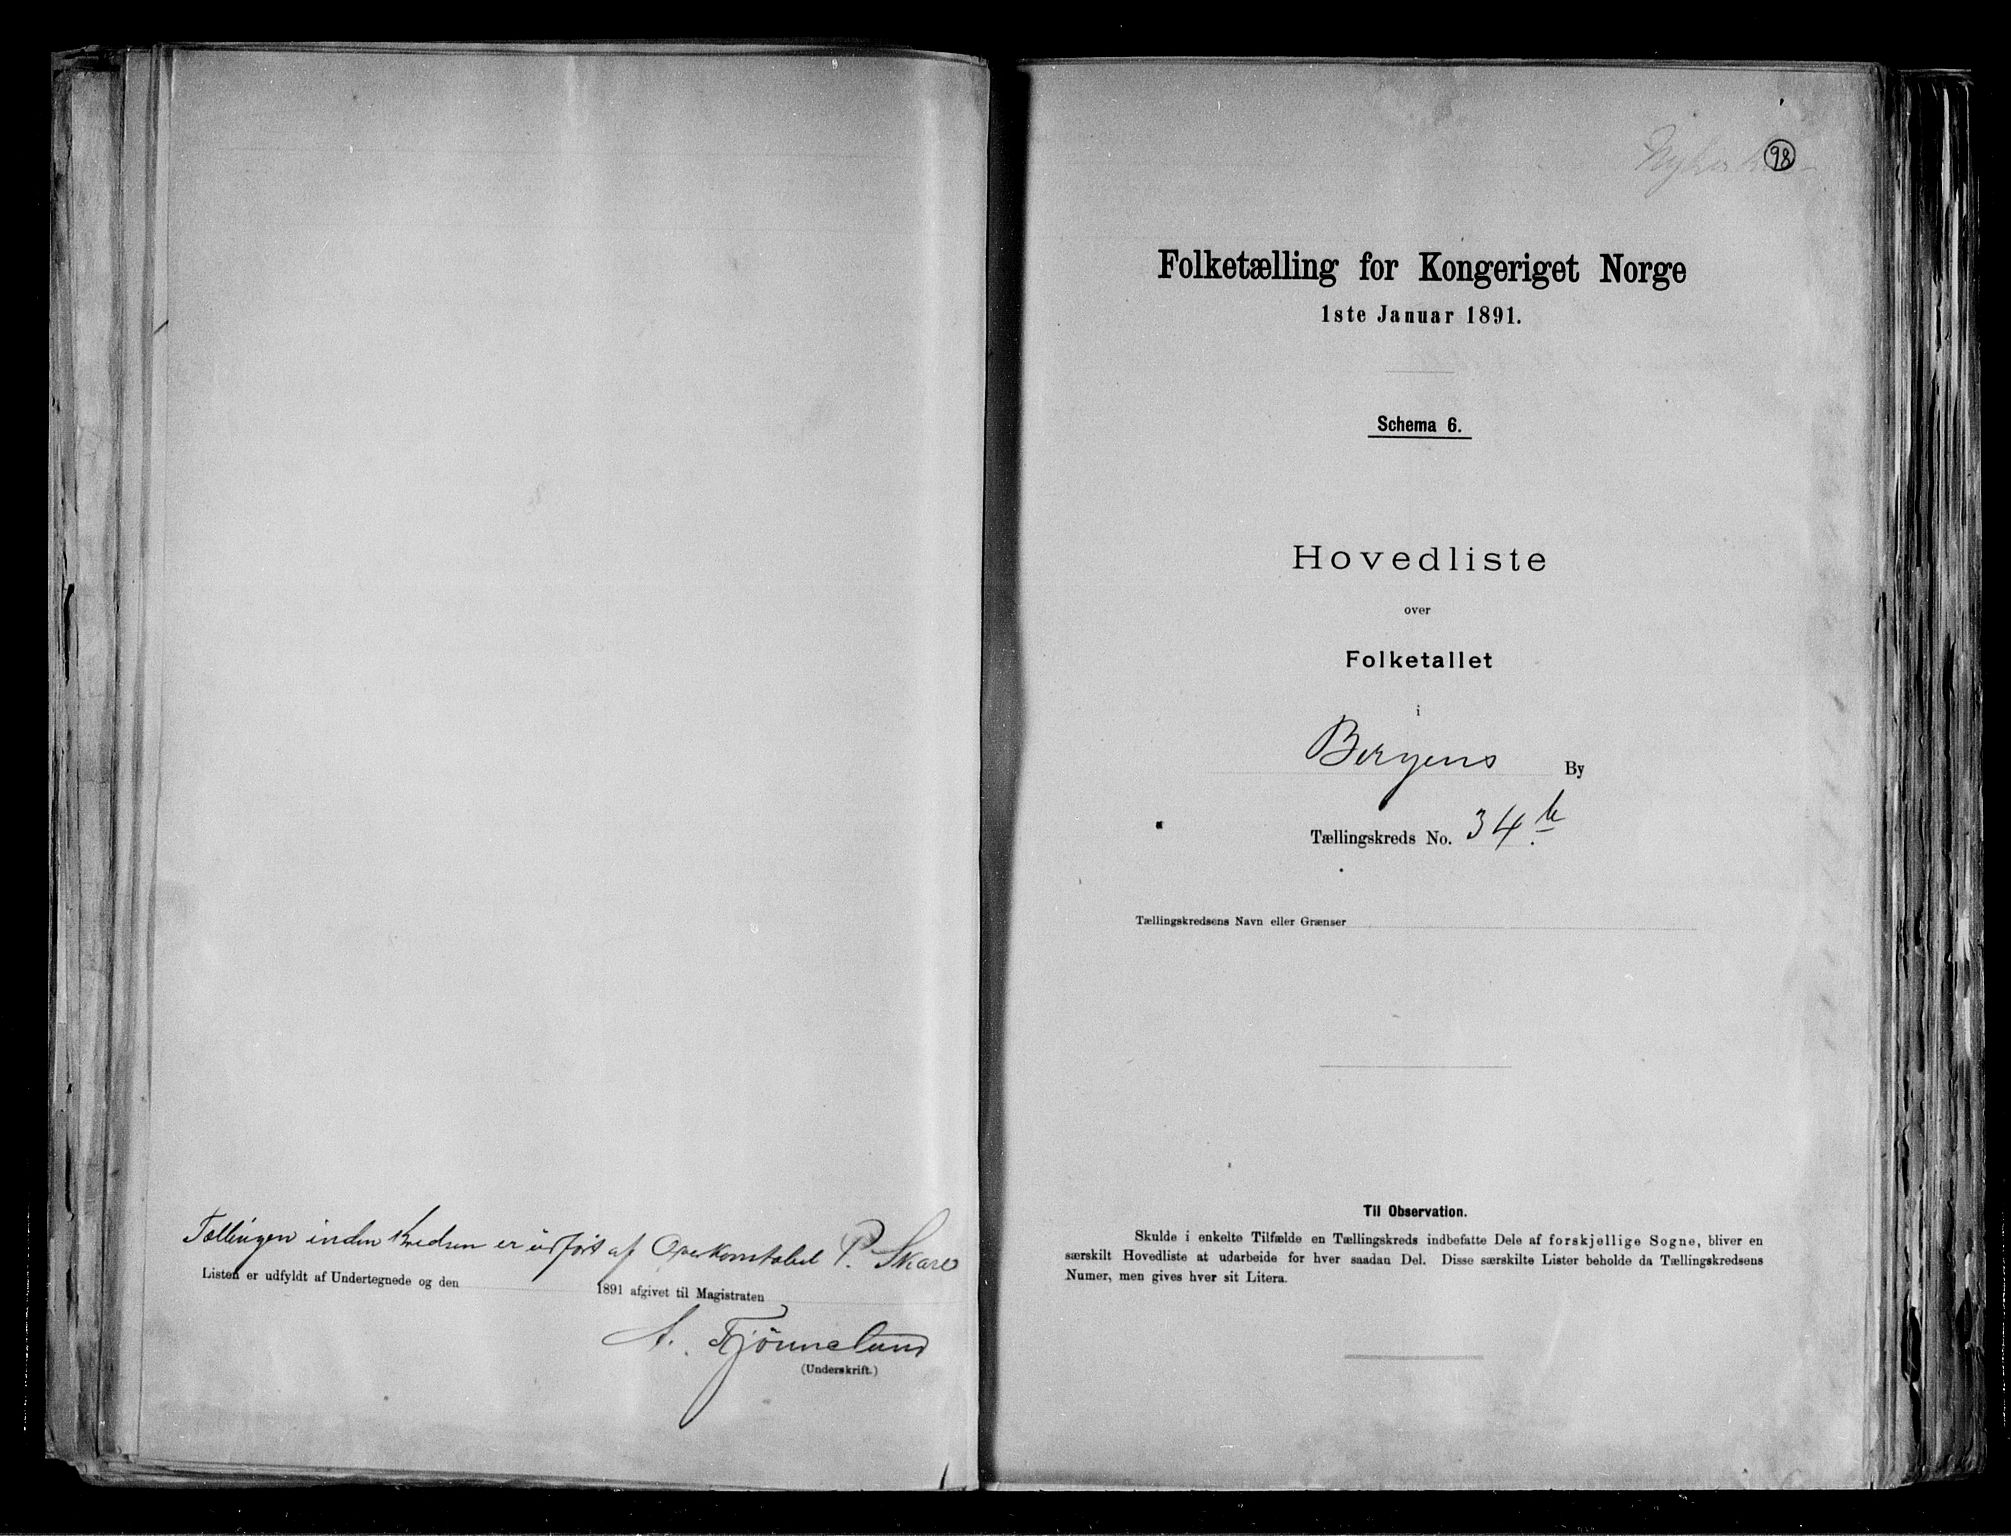 Tællingen inden Kredsen er udført af Overkonstabel P. Skare
Listen er udfyldt af Undertegnede og den 1891 afgivet til Magistraten
A. Tjønnelund
(Underskrift.)
98
Folketælling for Kongeriget Norge
1ste Januar 1891.
Schema 6.
Hovedliste
over
Folketallet
i
Bergens By
Tællingskreds No. 34
Tællingskredsens Navn eller Grænser
Til Observation.
Skulde i enkelte Tilfælde en Tællingskreds indbefatte Dele af forskjellige Sogne, bliver en
særskilt Hovedliste at udarbeide for hver saadan Del. Disse særskilte Lister beholde da Tællingskredsens
Numer, men gives hver sit Litera.